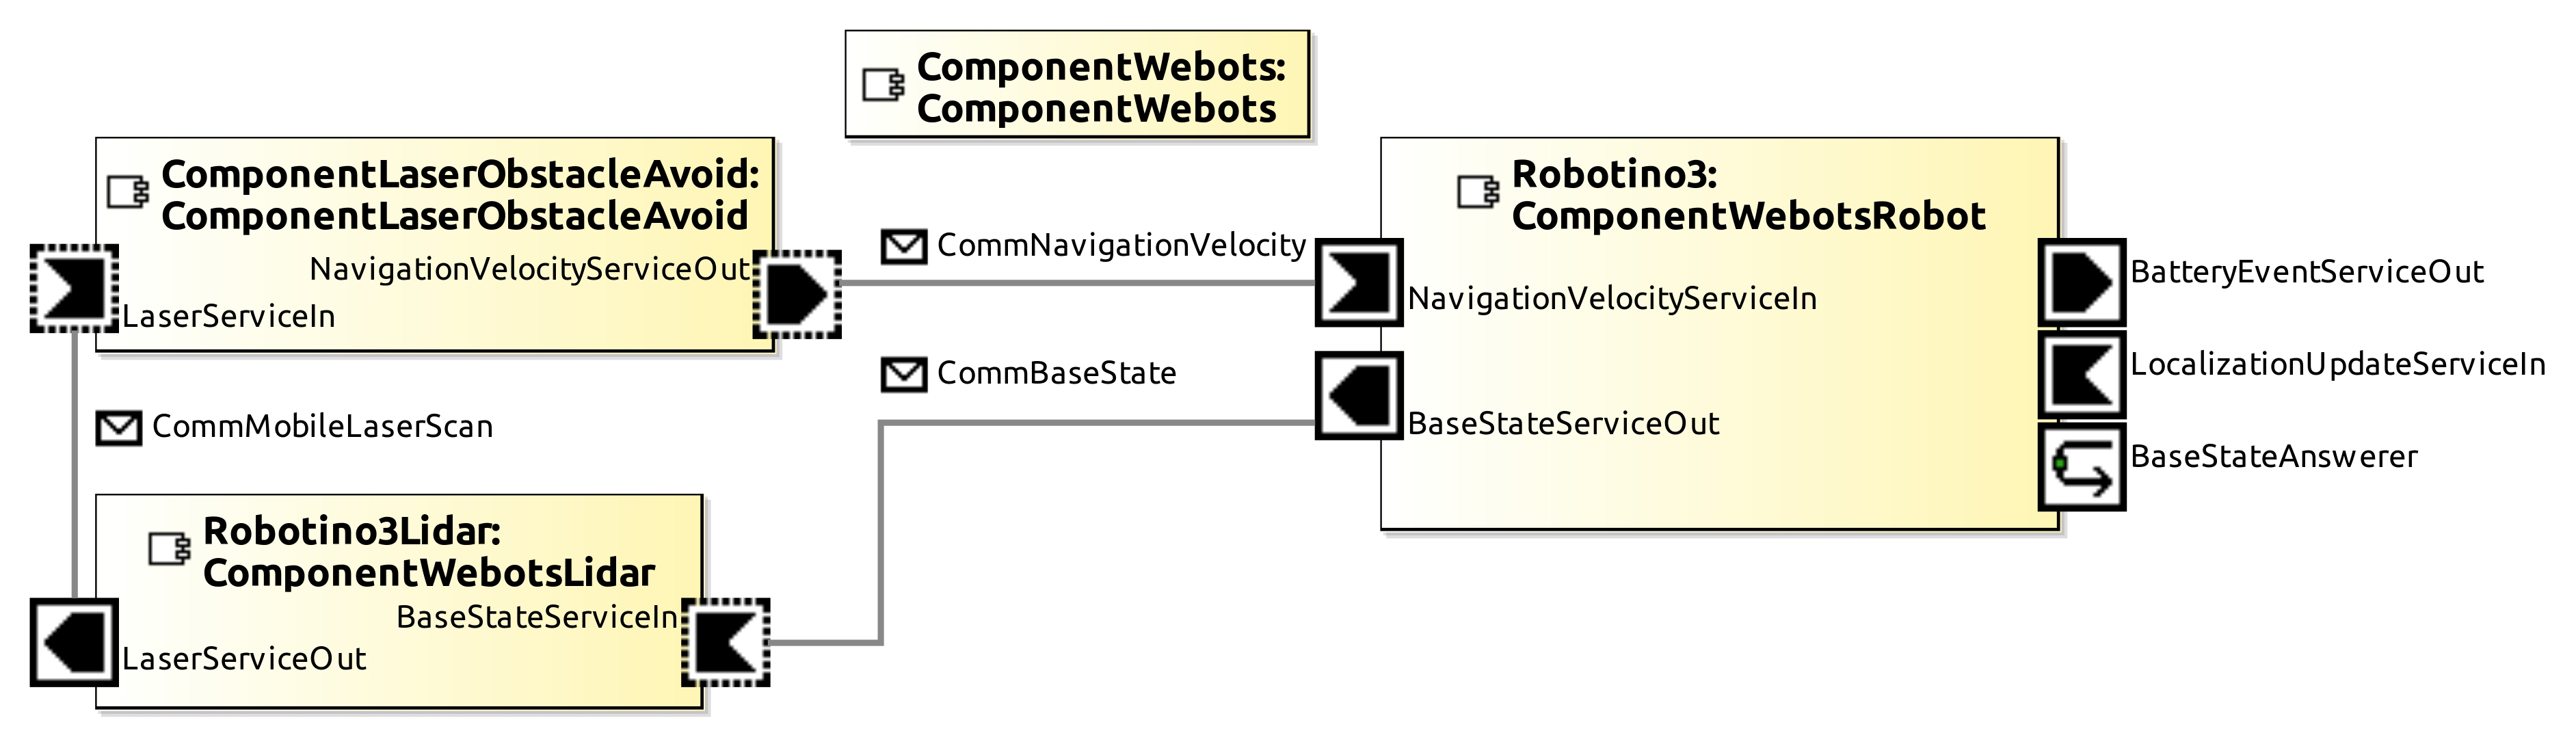 ComponentWebots:
ComponentWebots
ComponentLaserObstacleAvoid:
ComponentLaserObstacleAvoid
NavigationVelocityServiceOut
LaserServiceIn
CommNavigationVelocity
CommBaseState
CommMobileLaserScan
Robotino3:
ComponentWebotsRobot
NavigationVelocityServiceIn
BaseStateServiceOut
BatteryEventServiceOut
LocalizationUpdateServiceIn
BaseStateAnswerer
Robotino3Lidar:
ComponentWebotsLidar
BaseStateServiceIn
LaserServiceOut